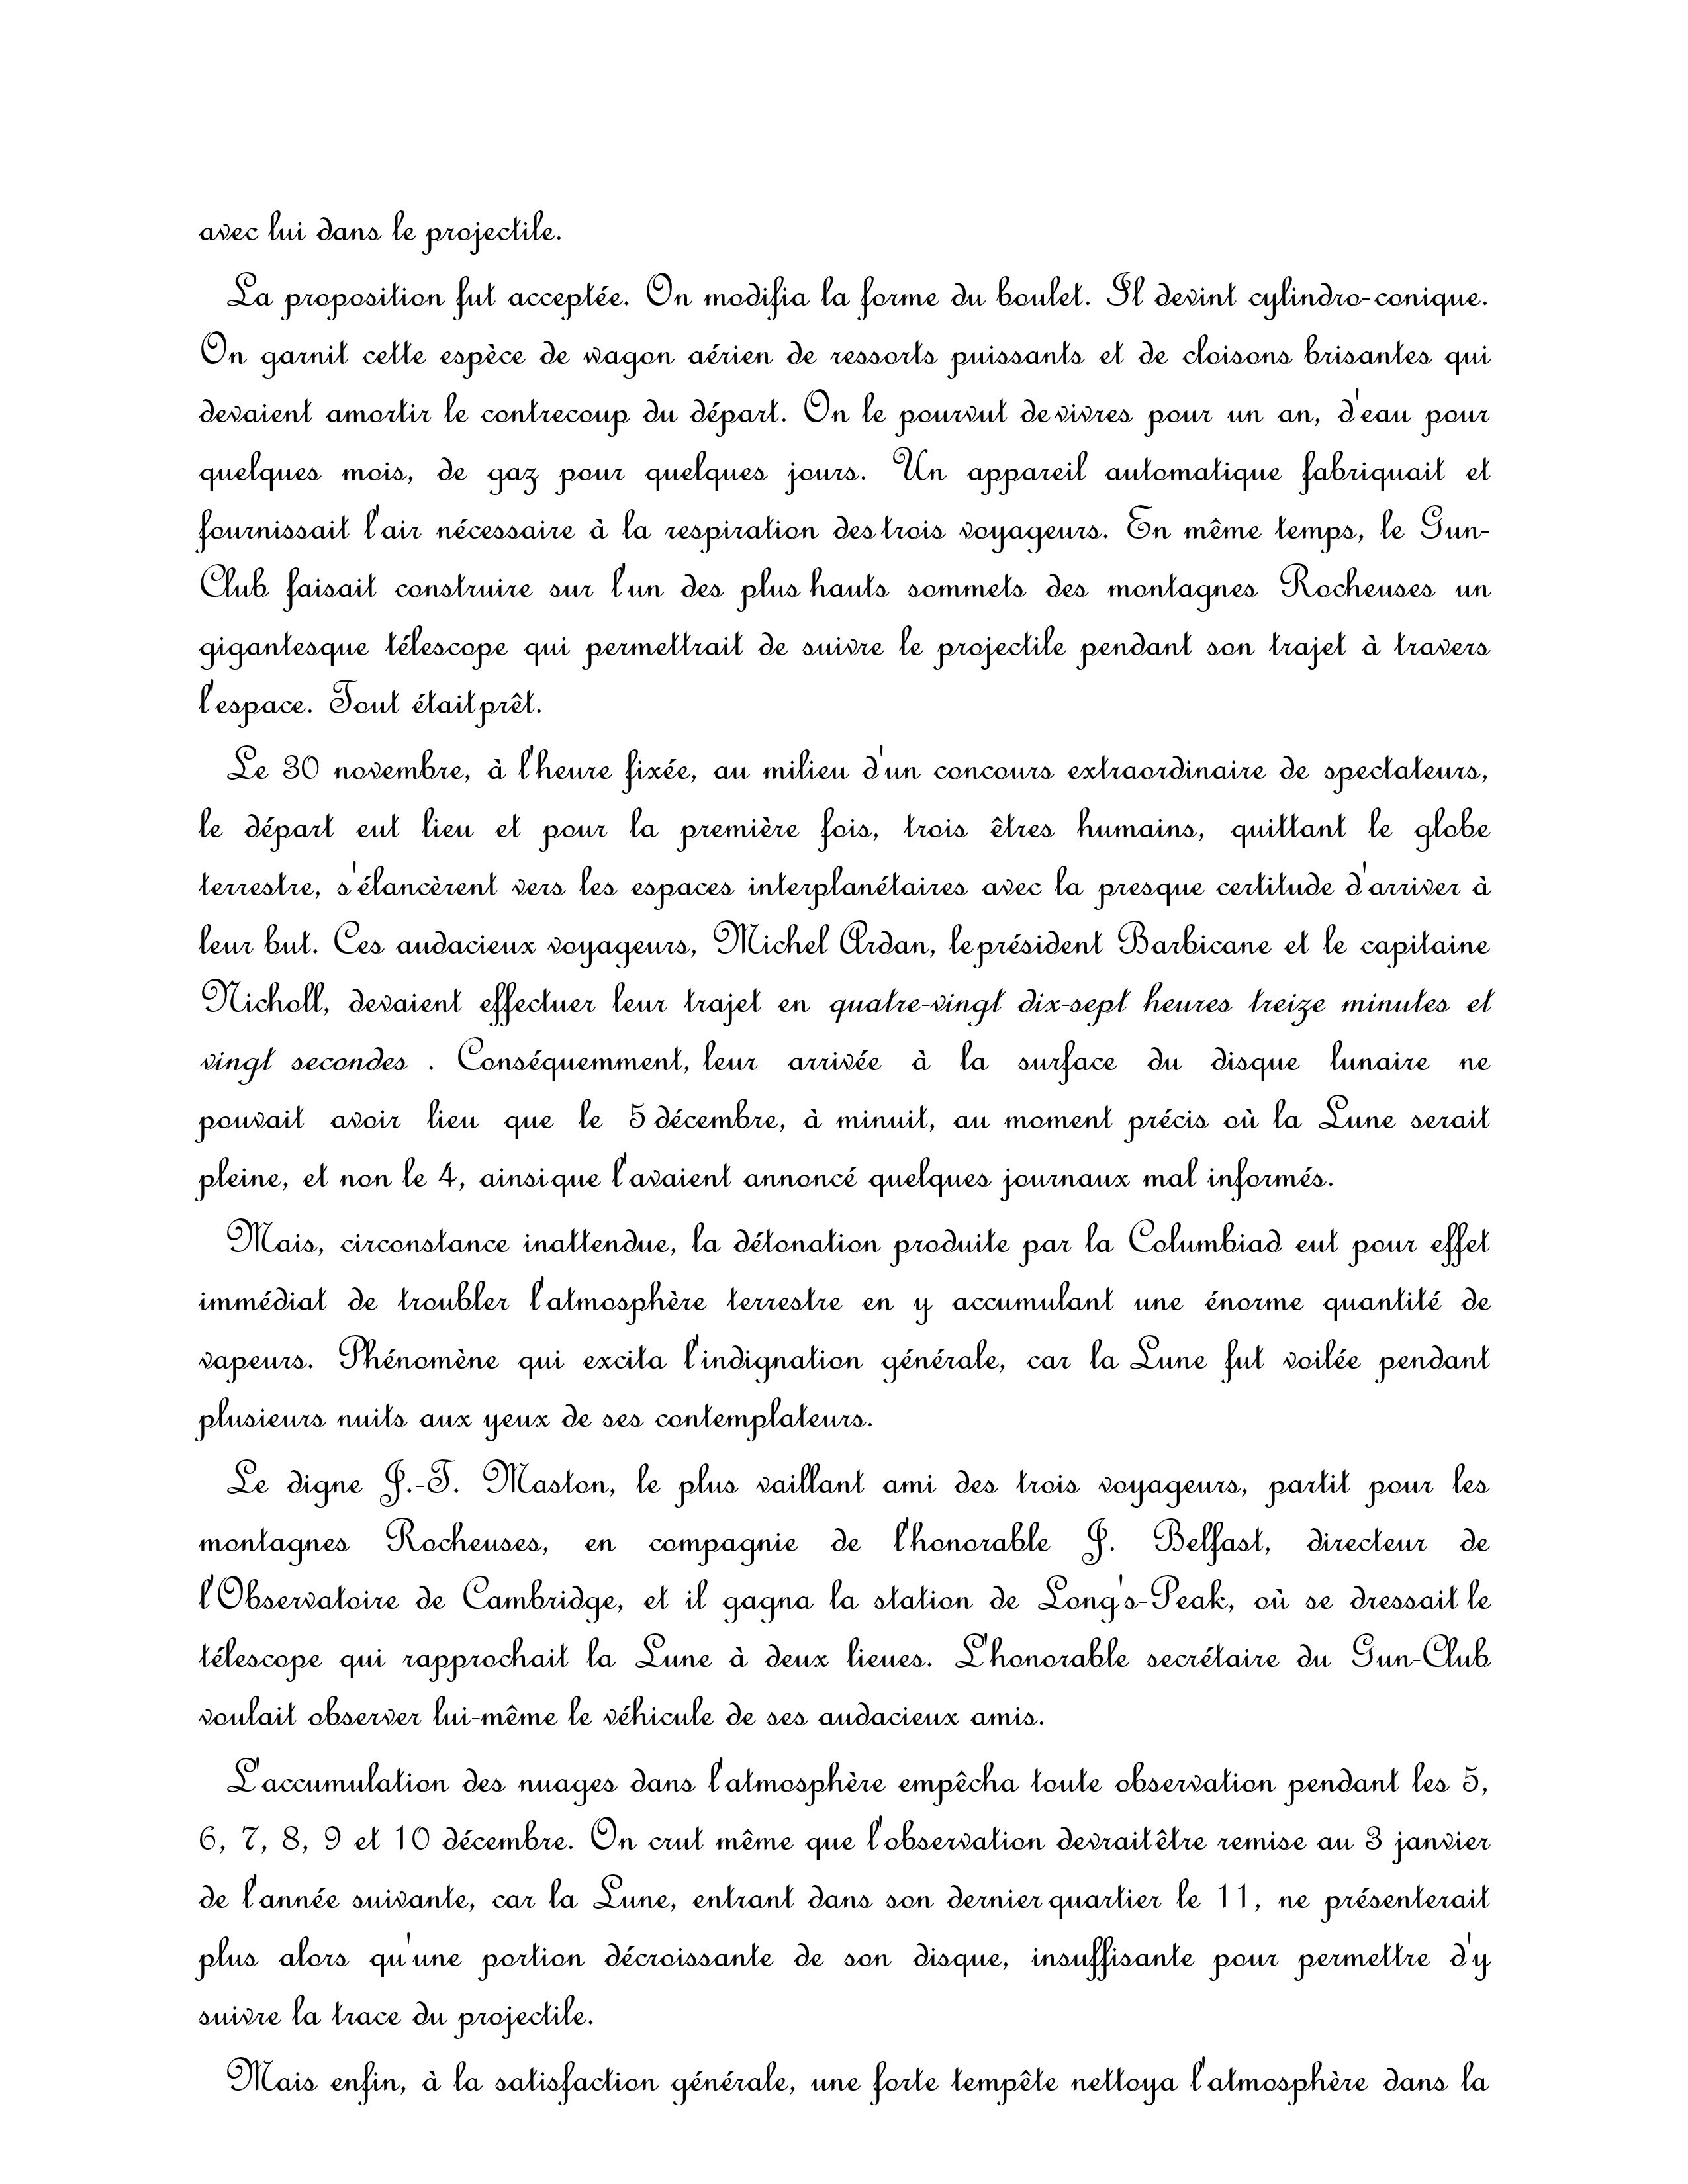 avec lui dans le projectile.
La proposition fut acceptée. On modifia la forme du boulet. Il devint cylindro-conique.
On garnit cette espèce de wagon aérien de ressorts puissants et de cloisons brisantes qui
devaient amortir le contrecoup du départ. On le pourvut de vivres pour un an, d'eau pour
quelques mois, de gaz pour quelques jours. Un appareil automatique fabriquait et
fournissait l'air nécessaire à la respiration des trois voyageurs. En même temps, le Gun-
Club faisait construire sur l'un des plus hauts sommets des montagnes Rocheuses un
gigantesque télescope qui permettrait de suivre le projectile pendant son trajet à travers
l'espace. Tout était prêt.
Le 30 novembre, à l'heure fixée, au milieu d'un concours extraordinaire de spectateurs,
le départ eut lieu et pour la première fois, trois êtres humains, quittant le globe
terrestre, s'élancèrent vers les espaces interplanétaires avec la presque certitude d'arriver à
leur but. Ces audacieux voyageurs, Michel Ardan, le président Barbicane et le capitaine
Nicholl, devaient effectuer leur trajet en quatre-vingt dix-sept heures treize minutes et
vingt secondes . Conséquemment, leur arrivée à la surface du disque lunaire ne
pouvait avoir lieu que le 5 décembre, à minuit, au moment précis où la Lune serait
pleine, et non le 4, ainsi que l'avaient annoncé quelques journaux mal informés.
Mais, circonstance inattendue, la détonation produite par la Columbiad eut pour effet
immédiat de troubler l'atmosphère terrestre en y accumulant une énorme quantité de
vapeurs. Phénomène qui excita l'indignation générale, car la Lune fut voilée pendant
plusieurs nuits aux yeux de ses contemplateurs.
Le digne J.-T. Maston, le plus vaillant ami des trois voyageurs, partit pour les
montagnes Rocheuses, en compagnie de l'honorable J. Belfast, directeur de
l'Observatoire de Cambridge, et il gagna la station de Long's-Peak, où se dressait le
télescope qui rapprochait la Lune à deux lieues. L'honorable secrétaire du Gun-Club
voulait observer lui-même le véhicule de ses audacieux amis.
L'accumulation des nuages dans l'atmosphère empêcha toute observation pendant les 5,
6, 7, 8, 9 et 10 décembre. On crut même que l'observation devrait être remise au 3 janvier
de l'année suivante, car la Lune, entrant dans son dernier quartier le 11, ne présenterait
plus alors qu'une portion décroissante de son disque, insuffisante pour permettre d'y
suivre la trace du projectile.
Mais enfin, à la satisfaction générale, une forte tempête nettoya l'atmosphère dans la